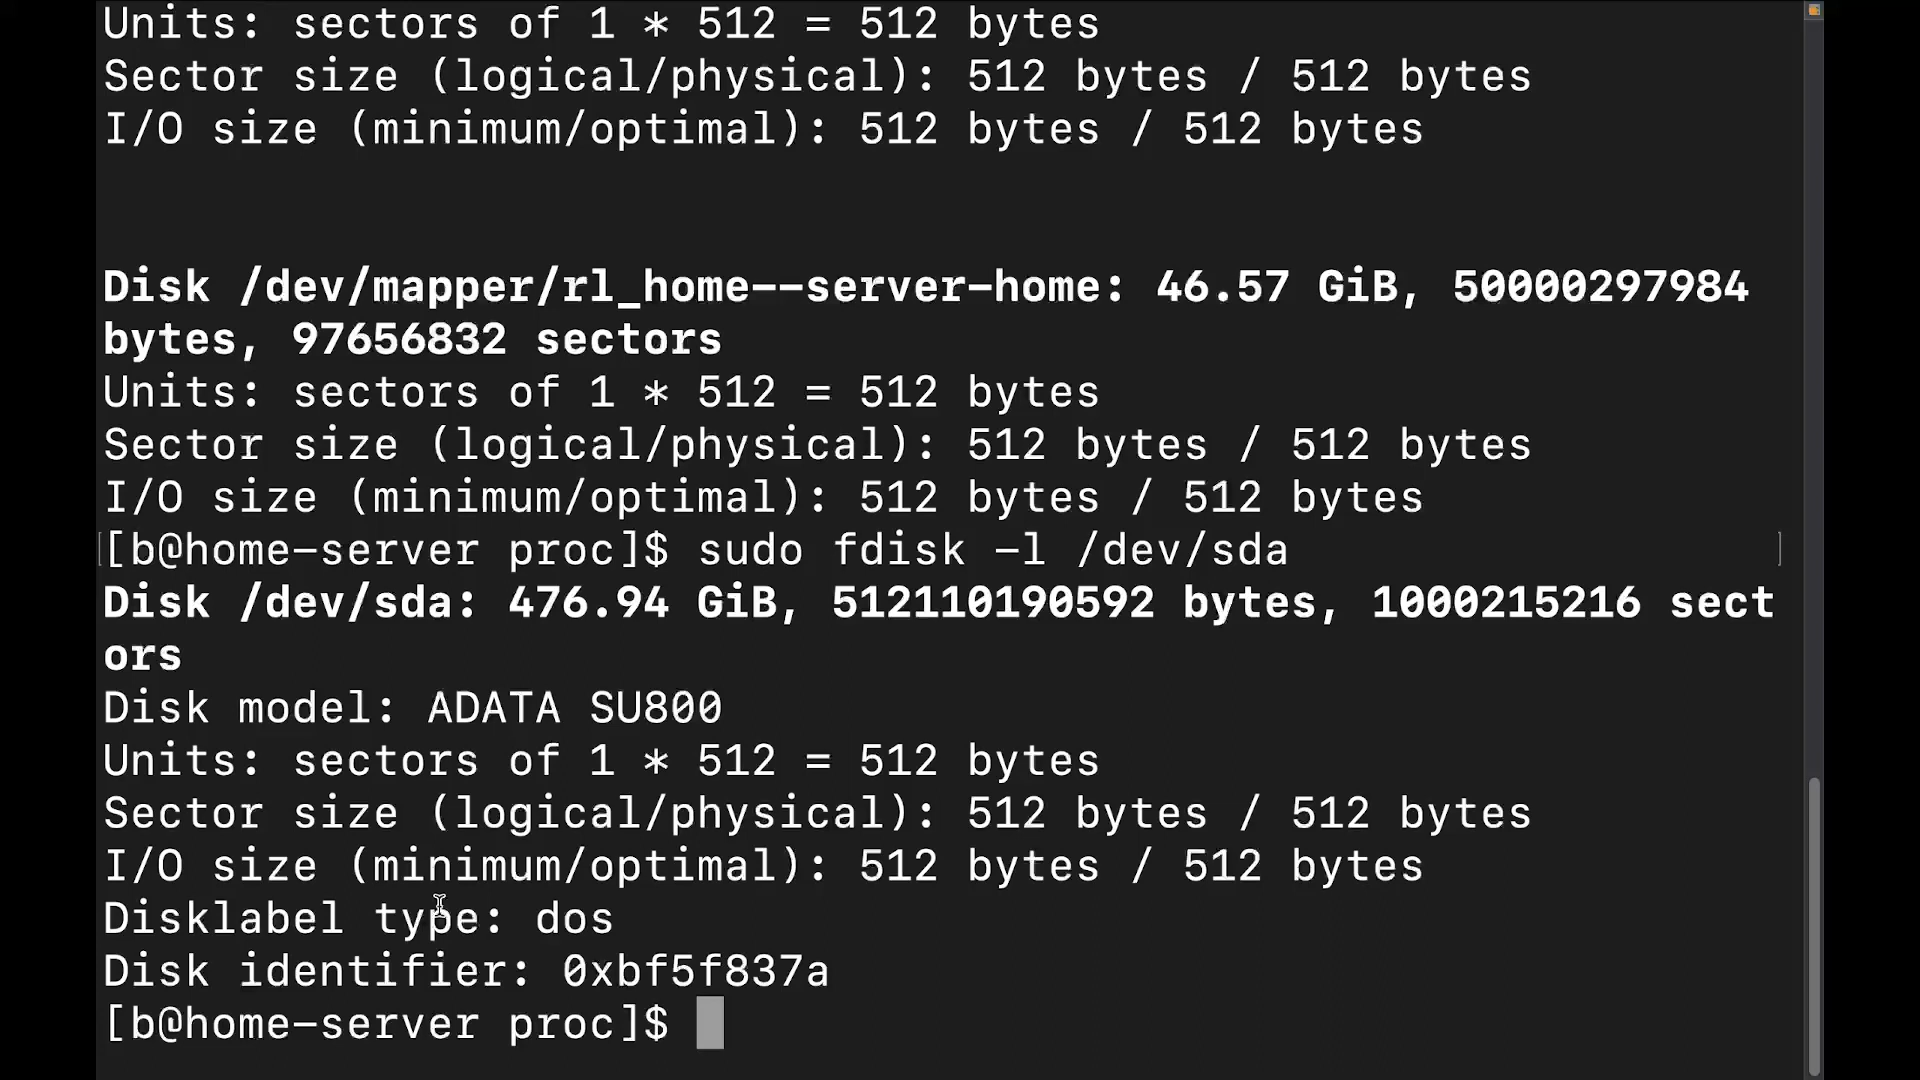 Units: sectors of 1 * 512 = 512 bytes
Sector size (logical/physical): 512 bytes / 512 bytes
I/O size (minimum/optimal): 512 bytes / 512 bytes
Disk /dev/mapper/rl_home--server-home: 46.57 GiB, 50000297984
bytes, 97656832 sectors
Units: sectors of 1 * 512 = 512 bytes
Sector size (logical/physical): 512 bytes / 512 bytes
I/O size (minimum/optimal): 512 bytes / 512 bytes
[b@home-server proc]$ sudo fdisk -l /dev/sda
Disk /dev/sda: 476.94 GiB, 512110190592 bytes, 1000215216 sect
ors
Disk model: ADATA SU800
Units: sectors of 1 * 512 = 512 bytes
Sector size (logical/physical): 512 bytes / 512 bytes
I/O size (minimum/optimal): 512 bytes / 512 bytes
Disklabel type: dos
Disk identifier: 0xbf5f837a
[b@home-server proc]$